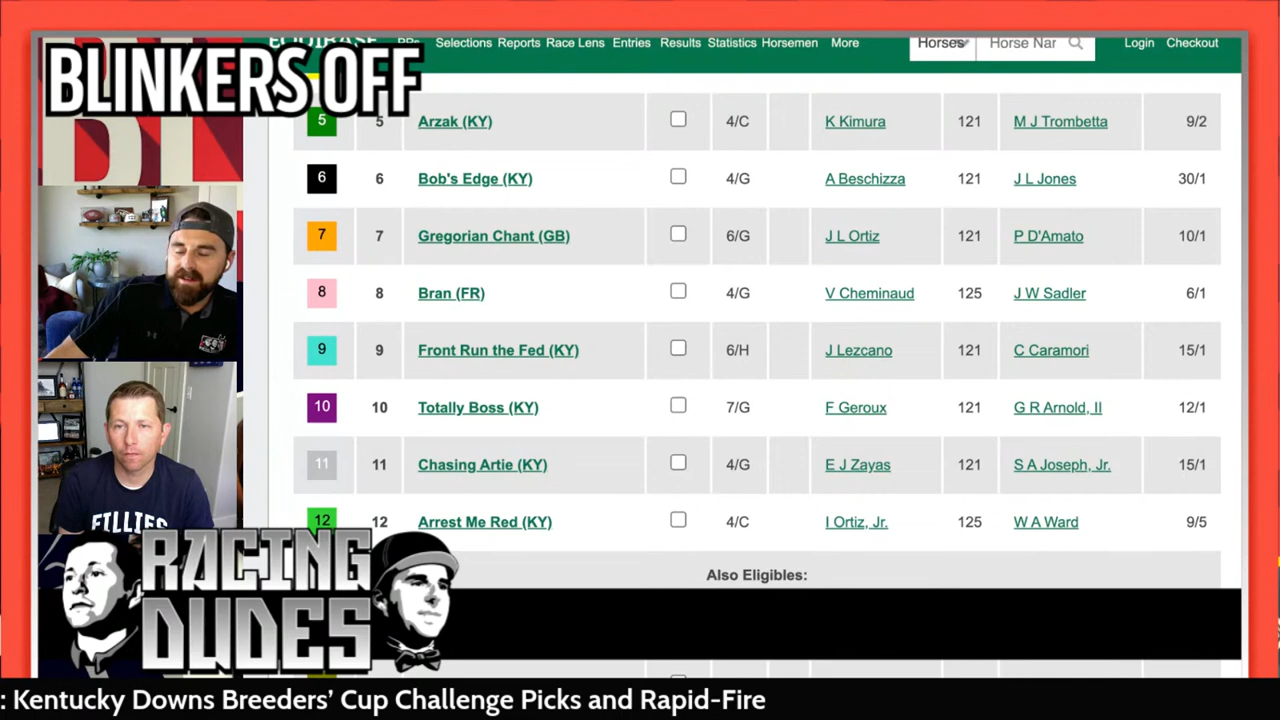 BLINKERS OFF
Selections Reports Race Lens Entries Results Statistics Horsemen More Horses Horse Nar Login Checkout
5 5 Arzak (KY) 4/C K Kimura 121 M J Trombetta 9/2
6 6 Bob's Edge (KY) 4/G A Beschizza 121 J L Jones 30/1
7 7 Gregorian Chant (GB) 6/G J L Ortiz 121 P D'Amato 10/1
8 8 Bran (FR) 4/G V Cheminaud 125 J W Sadler 6/1
9 9 Front Run the Fed (KY) 6/H J Lezcano 121 C Caramori 15/1
10 10 Totally Boss (KY) 7/G F Geroux 121 G R Arnold, II 12/1
11 11 Chasing Artie (KY) 4/G E J Zayas 121 S A Joseph, Jr. 15/1
12 12 Arrest Me Red (KY) 4/C I Ortiz, Jr. 125 W A Ward 9/5
Also Eligibles:
FILLIES
RACING
DUDES
: Kentucky Downs Breeders' Cup Challenge Picks and Rapid-Fire